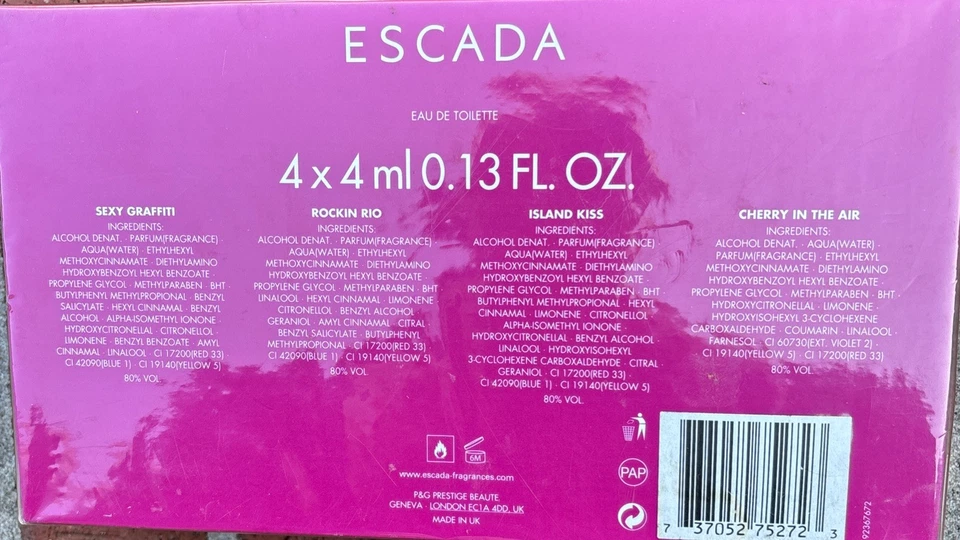 ESCADA
EAU DE TOILETTE
4 x 4 ml 0.13 FL. OZ.
SEXY GRAFFITI
INGREDIENTS:
ALCOHOL DENAT. · PARFUM(FRAGRANCE) ·
AQUA(WATER) · ETHYLHEXYL
METHOXYCINNAMATE · DIETHYLAMINO
HYDROXYBENZOYL HEXYL BENZOATE ·
PROPYLENE GLYCOL · METHYLPARABEN · BHT ·
BUTYLPHENYL METHYLPROPIONAL · BENZYL
SALICYLATE · HEXYL CINNAMAL · BENZYL
ALCOHOL · ALPHA-ISOMETHYL IONONE ·
HYDROXYCITRONELLAL · CITRONELLOL ·
LIMONENE · BENZYL BENZOATE · AMYL
CINNAMAL · LINALOOL · CI 17200(RED 33) ·
CI 42090(BLUE 1) · CI 19140(YELLOW 5)
80% VOL.
ROCKIN RIO
INGREDIENTS:
ALCOHOL DENAT. · PARFUM(FRAGRANCE) ·
AQUA(WATER) · ETHYLHEXYL
METHOXYCINNAMATE · DIETHYLAMINO
HYDROXYBENZOYL HEXYL BENZOATE ·
PROPYLENE GLYCOL · METHYLPARABEN · BHT ·
LINALOOL · HEXYL CINNAMAL · LIMONENE ·
CITRONELLOL · BENZYL ALCOHOL ·
GERANIOL · AMYL CINNAMAL · CITRAL ·
BENZYL SALICYLATE · BUTYLPHENYL
METHYLPROPIONAL · CI 17200(RED 33) ·
CI 42090(BLUE 1) · CI 19140(YELLOW 5)
80% VOL.
ISLAND KISS
INGREDIENTS:
ALCOHOL DENAT. · PARFUM(FRAGRANCE) ·
AQUA(WATER) · ETHYLHEXYL
METHOXYCINNAMATE · DIETHYLAMINO
HYDROXYBENZOYL HEXYL BENZOATE ·
PROPYLENE GLYCOL · METHYLPARABEN · BHT ·
BUTYLPHENYL METHYLPROPIONAL · HEXYL
CINNAMAL · LIMONENE · CITRONELLOL ·
ALPHA-ISOMETHYL IONONE ·
HYDROXYCITRONELLAL · BENZYL ALCOHOL ·
LINALOOL · HYDROXYISOHEXYL
3-CYCLOHEXENE CARBOXALDEHYDE · CITRAL ·
GERANIOL · CI 17200(RED 33) ·
CI 42090(BLUE 1) · CI 19140(YELLOW 5)
80% VOL.
CHERRY IN THE AIR
INGREDIENTS:
ALCOHOL DENAT. · AQUA(WATER) ·
PARFUM(FRAGRANCE) · ETHYLHEXYL
METHOXYCINNAMATE · DIETHYLAMINO
HYDROXYBENZOYL HEXYL BENZOATE ·
PROPYLENE GLYCOL · METHYLPARABEN · BHT ·
HYDROXYCITRONELLAL · LIMONENE ·
HYDROXYISOHEXYL 3-CYCLOHEXENE
CARBOXALDEHYDE · COUMARIN · LINALOOL ·
FARNESOL · CI 60730(EXT. VIOLET 2) ·
CI 19140(YELLOW 5) · CI 17200(RED 33)
80% VOL.
6M
www.escada-fragrances.com
P&G PRESTIGE BEAUTE
GENEVA · LONDON EC1A 4DD, UK
MADE IN UK
PAP
7 37052 75272 3
92367672